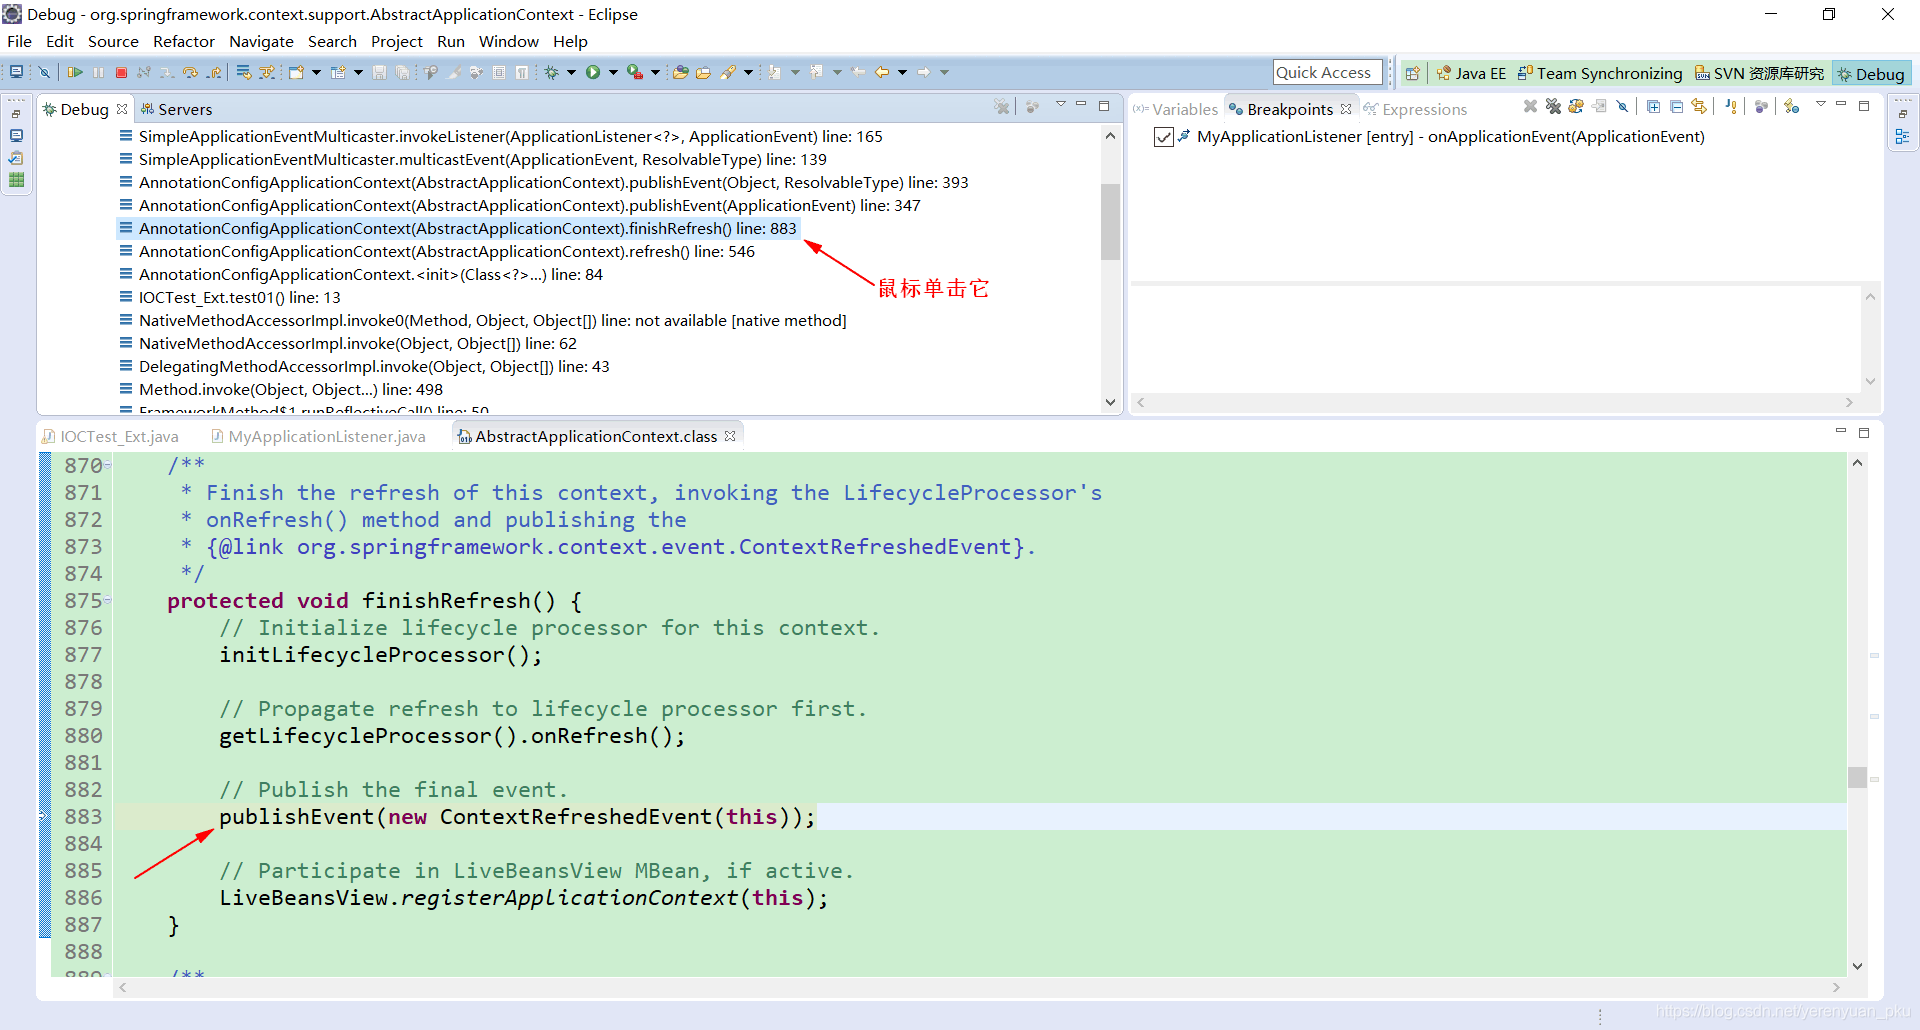 Debug - org.springframework.context.support.AbstractApplicationContext - Eclipse
File Edit Source Refactor Navigate Search Project Run Window Help
Quick Access
Java EE Team Synchronizing SVN 资源库研究 Debug
Debug Servers
SimpleApplicationEventMulticaster.invokeListener(ApplicationListener<?>, ApplicationEvent) line: 165
SimpleApplicationEventMulticaster.multicastEvent(ApplicationEvent, ResolvableType) line: 139
AnnotationConfigApplicationContext(AbstractApplicationContext).publishEvent(Object, ResolvableType) line: 393
AnnotationConfigApplicationContext(AbstractApplicationContext).publishEvent(ApplicationEvent) line: 347
AnnotationConfigApplicationContext(AbstractApplicationContext).finishRefresh() line: 883
AnnotationConfigApplicationContext(AbstractApplicationContext).refresh() line: 546
AnnotationConfigApplicationContext.<init>(Class<?>...) line: 84
IOCTest_Ext.test01() line: 13
NativeMethodAccessorImpl.invoke0(Method, Object, Object[]) line: not available [native method]
NativeMethodAccessorImpl.invoke(Object, Object[]) line: 62
DelegatingMethodAccessorImpl.invoke(Object, Object[]) line: 43
Method.invoke(Object, Object...) line: 498
FrameworkMethod$1.runReflectiveCall() line: 50
鼠标单击它
(x)= Variables Breakpoints Expressions
MyApplicationListener [entry] - onApplicationEvent(ApplicationEvent)
IOCTest_Ext.java MyApplicationListener.java AbstractApplicationContext.class
870 /**
871 * Finish the refresh of this context, invoking the LifecycleProcessor's
872 * onRefresh() method and publishing the
873 * {@link org.springframework.context.event.ContextRefreshedEvent}.
874 */
875 protected void finishRefresh() {
876 // Initialize lifecycle processor for this context.
877 initLifecycleProcessor();
878
879 // Propagate refresh to lifecycle processor first.
880 getLifecycleProcessor().onRefresh();
881
882 // Publish the final event.
883 publishEvent(new ContextRefreshedEvent(this));
884
885 // Participate in LiveBeansView MBean, if active.
886 LiveBeansView.registerApplicationContext(this);
887 }
888
889 /**
https://blog.csdn.net/yerenyuan_pku